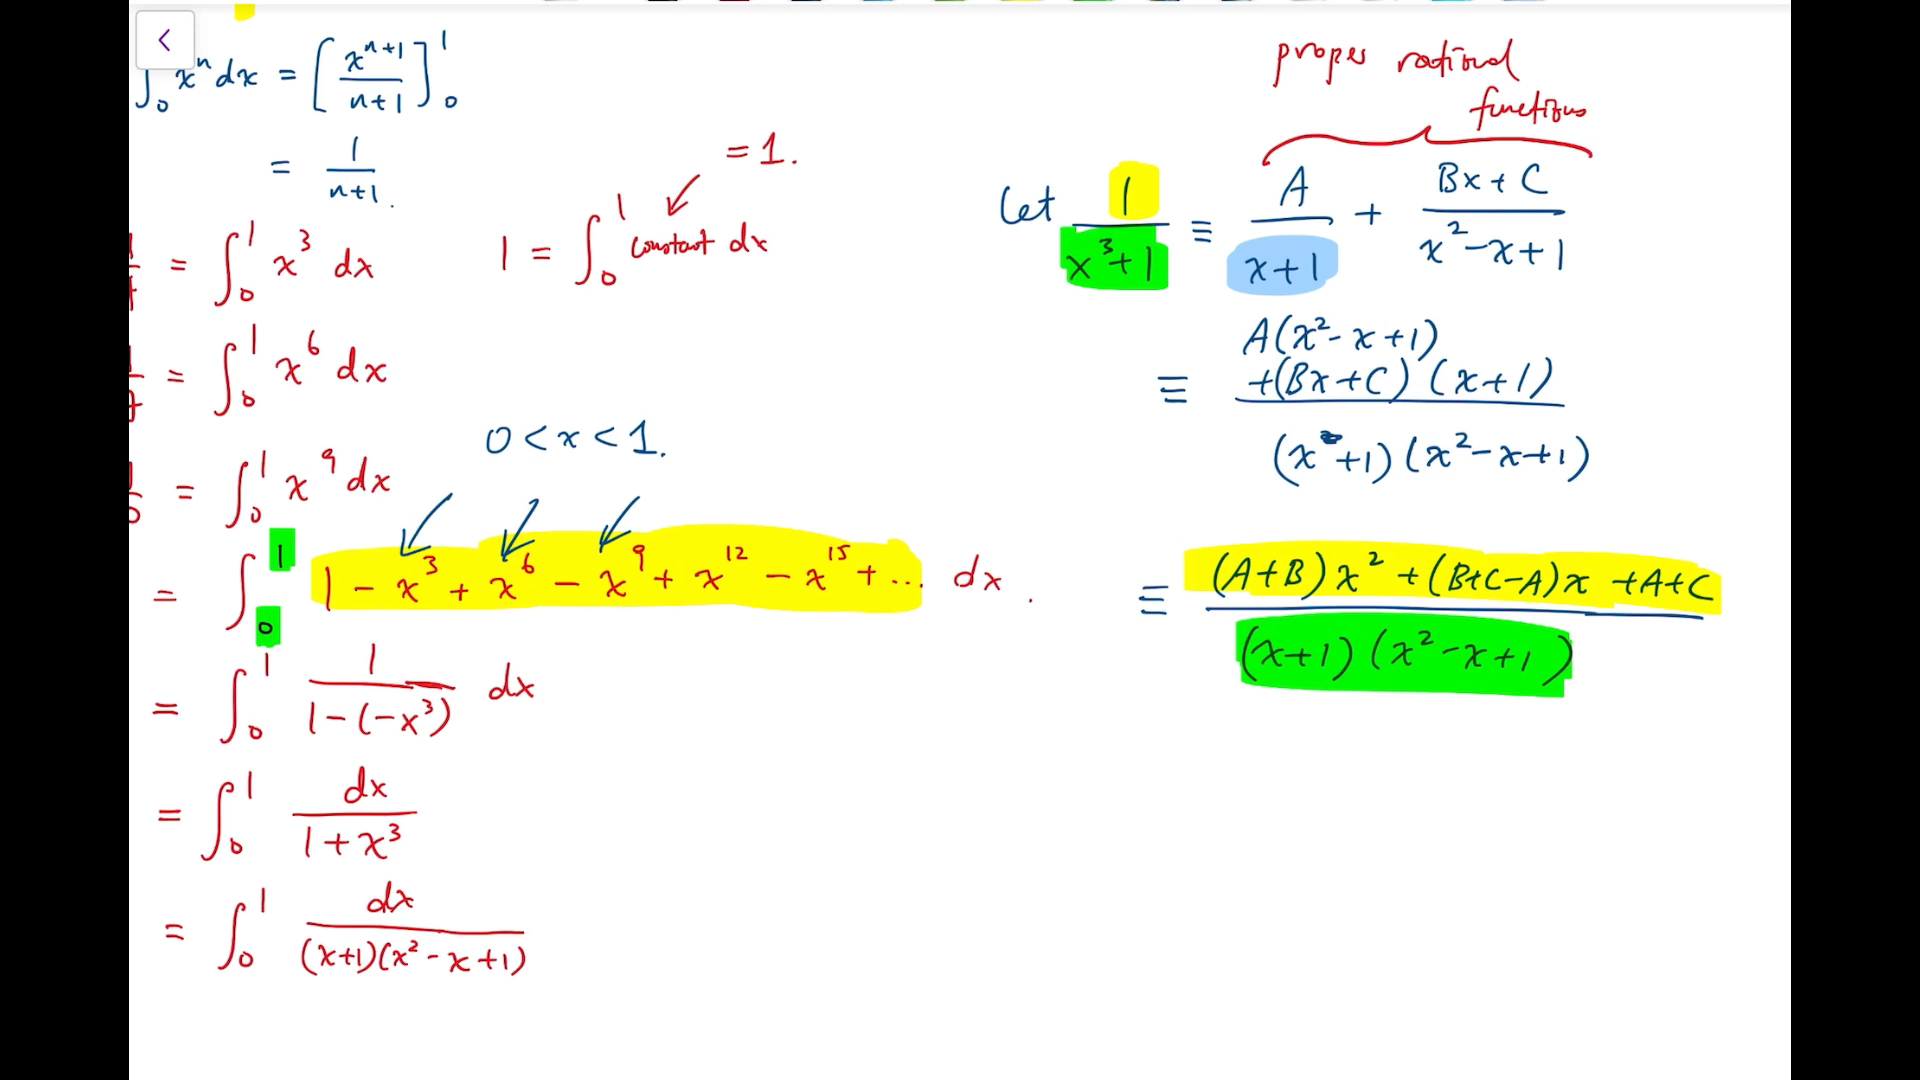 ∫₀ xⁿ dx = [xⁿ⁺¹/(n+1)]₀¹
= 1/(n+1).
= 1.
= ∫₀¹ x³ dx
1 = ∫₀¹ constant dx
= ∫₀¹ x⁶ dx
0 < x < 1.
= ∫₀¹ x⁹ dx
= ∫₀¹ 1 - x³ + x⁶ - x⁹ + x¹² - x¹⁵ + ... dx.
= ∫₀¹ 1/(1-(-x³)) dx
= ∫₀¹ dx/(1+x³)
= ∫₀¹ dx/((x+1)(x²-x+1))
proper rational
functions
Let 1/(x³+1) ≡ A/(x+1) + (Bx+C)/(x²-x+1)
≡ (A(x²-x+1) +(Bx+C)(x+1))/((x+1)(x²-x+1))
≡ ((A+B)x² + (B+C-A)x + A+C)/((x+1)(x²-x+1))